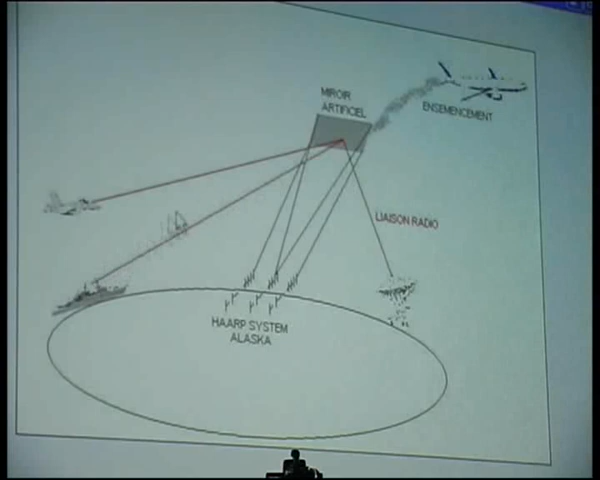 MIROIR
ARTIFICIEL
ENSEMENCEMENT
LIAISON RADIO
HAARP SYSTEM
ALASKA